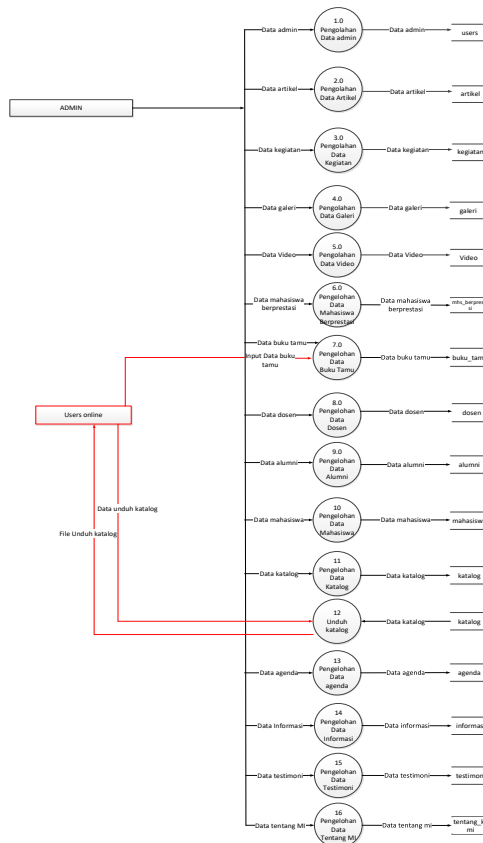 1.0
Pengolahan
Data admin
Data admin
Data admin
users
2.0
Pengolahan
Data Artikel
Data artikel
Data artikel
artikel
ADMIN
3.0
Pengolahan
Data
Kegiatan
Data kegiatan
Data kegiatan
kegiatan
4.0
Pengolahan
Data Galeri
Data galeri
Data galeri
galeri
5.0
Pengolahan
Data Video
Data Video
Data Video
Video
6.0
Pengelohan
Data
Mahasiswa
Berprestasi
Data mahasiswa
berprestasi
Data mahasiswa
berprestasi
mhs_berprest
si
Data buku tamu
Input Data buku
tamu
7.0
Pengelohan
Data
Buku Tamu
Data buku tamu
buku_tam
Users online
8.0
Pengelohan
Data
Dosen
Data dosen
Data dosen
dosen
9.0
Pengelohan
Data
Alumni
Data alumni
Data alumni
alumni
Data unduh katalog
File Unduh katalog
10
Pengelohan
Data
Mahasiswa
Data mahasiswa
Data mahasiswa
mahasisw
11
Pengelohan
Data
Katalog
Data katalog
Data katalog
katalog
12
Unduh
katalog
Data katalog
katalog
13
Pengelohan
Data
agenda
Data agenda
Data agenda
agenda
14
Pengelohan
Data
Informasi
Data Informasi
Data informasi
informas
15
Pengelohan
Data
Testimoni
Data testimoni
Data testimoni
testimon
16
Pengelohan
Data
Tentang MI
Data tentang MI
Data tentang mi
tentang_k
mi